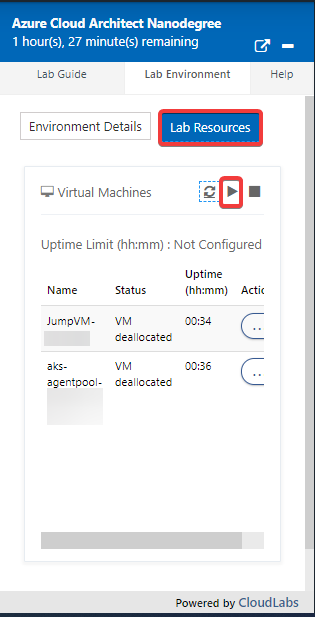 Azure Cloud Architect Nanodegree
1 hour(s), 27 minute(s) remaining
Lab Guide
Lab Environment
Help
Environment Details
Lab Resources
Virtual Machines
Uptime Limit (hh:mm) : Not Configured
Name
Status
Uptime
(hh:mm)
Actio
JumpVM-
VM
deallocated
00:34
..
aks-
agentpool-
VM
deallocated
00:36
..
Powered by CloudLabs